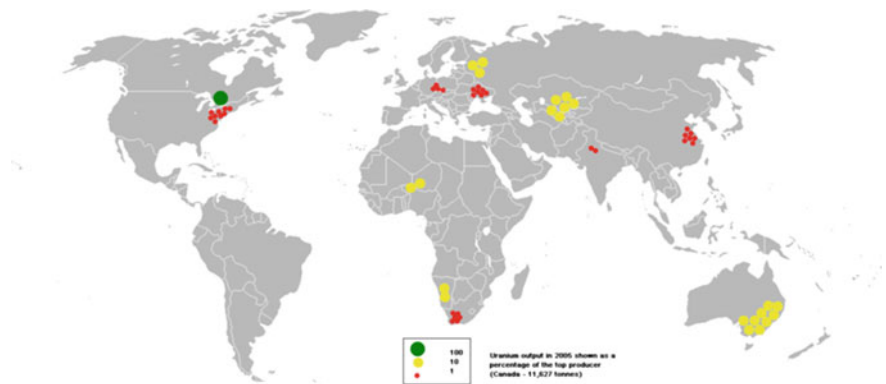 100
10
1
Uranium output in 2005 shown as a
percentage of the top producer
(Canada - 11,627 tonnes)